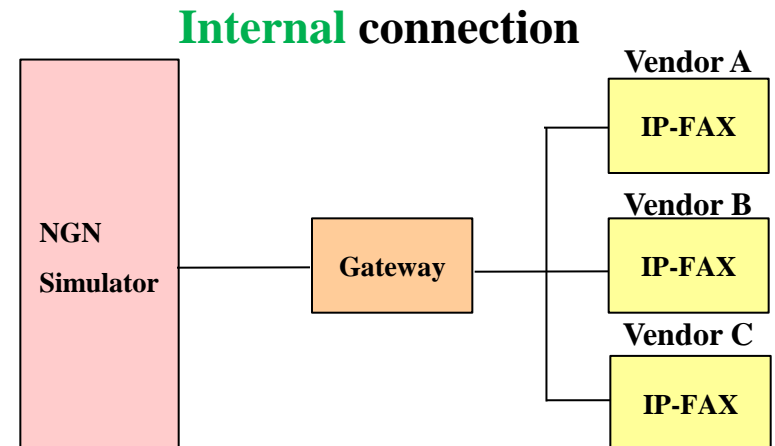 Internal connection
Vendor A
IP-FAX
NGN
Simulator
Gateway
Vendor B
IP-FAX
Vendor C
IP-FAX